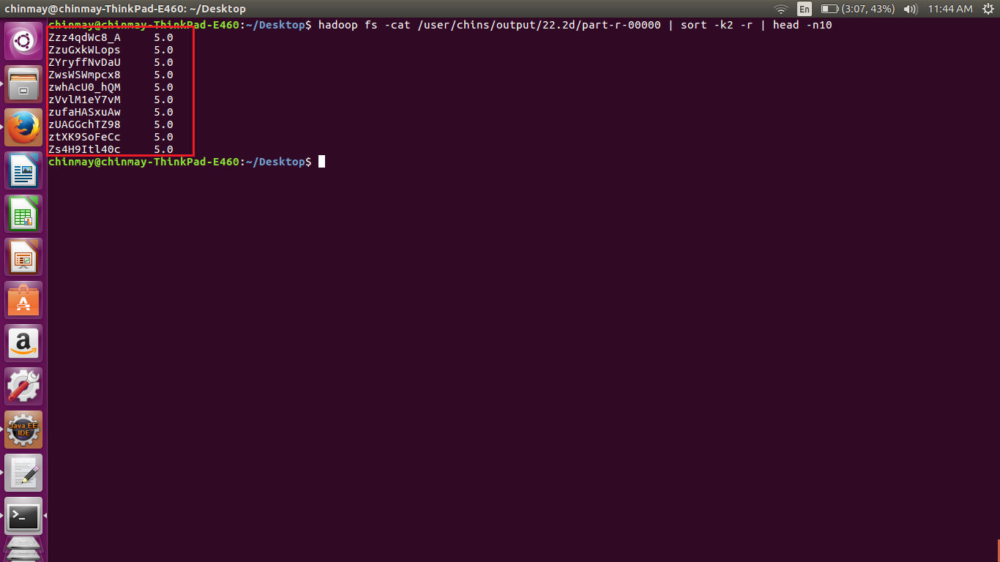 chinmay@chinmay-ThinkPad-E460: ~/Desktop
En
(3:07, 43%)
11:44 AM
chinmay@chinmay-ThinkPad-E460:~/Desktop$ hadoop fs -cat /user/chins/output/22.2d/part-r-00000 | sort -k2 -r | head -n10
Zzz4qdWc8_A 5.0
ZzuGxkWLops 5.0
ZYryffNvDaU 5.0
ZwsWSWmpcx8 5.0
zwhAcU0_hQM 5.0
zVvlM1eY7vM 5.0
zufaHASxuAw 5.0
zUAGGchTZ98 5.0
ztXK9SoFeCc 5.0
Zs4H9Itl40c 5.0
chinmay@chinmay-ThinkPad-E460:~/Desktop$
A
a
Java EE
IDE
>_